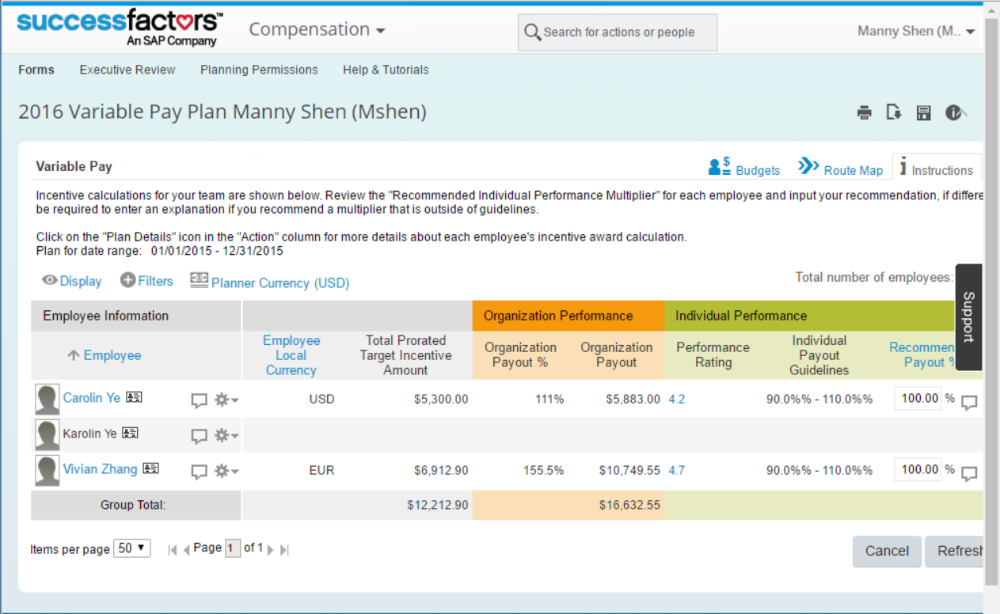 successfactors™
An SAP Company
Compensation
Search for actions or people
Manny Shen (M..
Forms Executive Review Planning Permissions Help & Tutorials
2016 Variable Pay Plan Manny Shen (Mshen)
Variable Pay
Budgets Route Map Instructions
Incentive calculations for your team are shown below. Review the "Recommended Individual Performance Multiplier" for each employee and input your recommendation, if differe
be required to enter an explanation if you recommend a multiplier that is outside of guidelines.
Click on the "Plan Details" icon in the "Action" column for more details about each employee's incentive award calculation.
Plan for date range: 01/01/2015 - 12/31/2015
Display Filters Planner Currency (USD)
Total number of employees:
Support
Employee Information Organization Performance Individual Performance
Employee
Employee Local Currency
Total Prorated Target Incentive Amount
Organization Payout %
Organization Payout
Performance Rating
Individual Payout Guidelines
Recommen Payout %
Carolin Ye USD $5,300.00 111% $5,883.00 4.2 90.0%% - 110.0%% 100.00 %
Karolin Ye
Vivian Zhang EUR $6,912.90 155.5% $10,749.55 4.7 90.0%% - 110.0%% 100.00 %
Group Total: $12,212.90 $16,632.55
Items per page 50 Page 1 of 1
Cancel Refresh